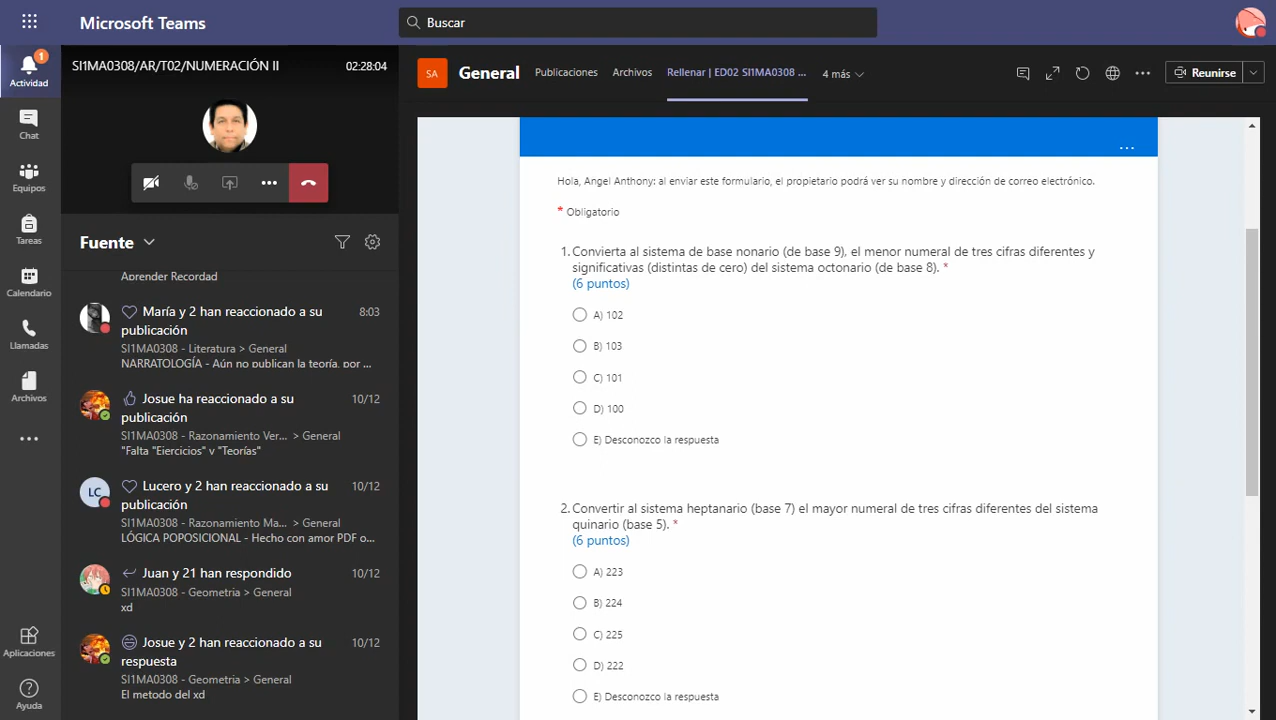 Microsoft Teams
Buscar
1
Actividad
Chat
Equipos
Tareas
Calendario
Llamadas
Archivos
Aplicaciones
Ayuda
SI1MA0308/AR/T02/NUMERACIÓN II
02:28:04
Fuente
Aprender Recordad
María y 2 han reaccionado a su
publicación
8:03
SI1MA0308 - Literatura > General
NARRATOLOGÍA - Aún no publican la teoría, por ...
Josue ha reaccionado a su
publicación
10/12
SI1MA0308 - Razonamiento Ver... > General
"Falta "Ejercicios" y "Teorías"
LC
Lucero y 2 han reaccionado a su
publicación
10/12
SI1MA0308 - Razonamiento Ma... > General
LÓGICA POPOSICIONAL - Hecho con amor PDF o...
Juan y 21 han respondido
10/12
SI1MA0308 - Geometria > General
xd
Josue y 2 han reaccionado a su
respuesta
10/12
SI1MA0308 - Geometria > General
El metodo del xd
SA
General
Publicaciones
Archivos
Rellenar | ED02 SI1MA0308 ...
4 más
Reunirse
...
Hola, Angel Anthony: al enviar este formulario, el propietario podrá ver su nombre y dirección de correo electrónico.
* Obligatorio
1. Convierta al sistema de base nonario (de base 9), el menor numeral de tres cifras diferentes y
significativas (distintas de cero) del sistema octonario (de base 8). *
(6 puntos)
A) 102
B) 103
C) 101
D) 100
E) Desconozco la respuesta
2. Convertir al sistema heptanario (base 7) el mayor numeral de tres cifras diferentes del sistema
quinario (base 5). *
(6 puntos)
A) 223
B) 224
C) 225
D) 222
E) Desconozco la respuesta